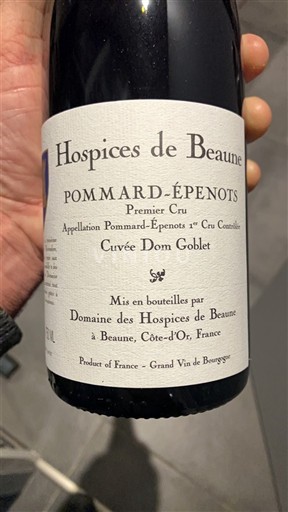 Hospices de Beaune
POMMARD-ÉPENOTS
Premier Cru
Appellation Pommard-Épenots 1er Cru Contrôlée
Cuvée Dom Goblet
Mis en bouteilles par
Domaine des Hospices de Beaune
à Beaune, Côte-d'Or, France
Product of France - Grand Vin de Bourgogne